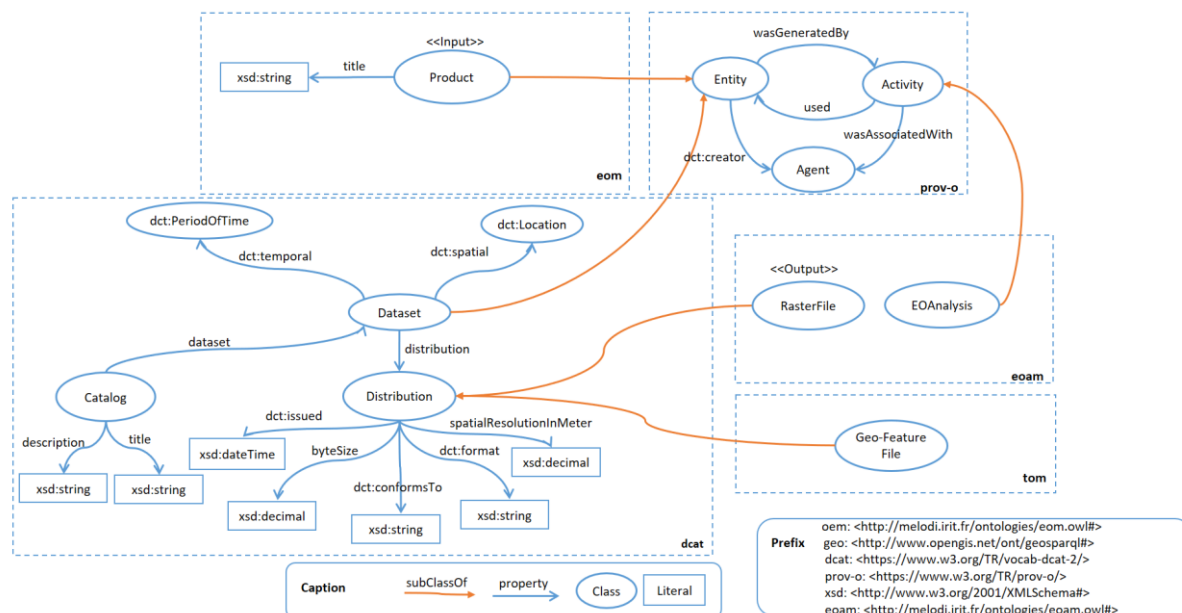 <<Input>>
xsd:string
title
Product
eom
wasGeneratedBy
Entity
Activity
used
wasAssociatedWith
dct:creator
Agent
prov-o
dct:PeriodOfTime
dct:Location
dct:temporal
dct:spatial
Dataset
dataset
distribution
Catalog
Distribution
description
title
xsd:string
xsd:string
dct:issued
xsd:dateTime
byteSize
xsd:decimal
dct:conformsTo
xsd:string
dct:format
xsd:string
spatialResolutionInMeter
xsd:decimal
dcat
<<Output>>
RasterFile
EOAnalysis
eoam
Geo-Feature
File
tom
Caption
subClassOf
property
Class
Literal
Prefix
oem: <http://melodi.irit.fr/ontologies/eom.owl#>
geo: <http://www.opengis.net/ont/geosparql#>
dcat: <https://www.w3.org/TR/vocab-dcat-2/>
prov-o: <https://www.w3.org/TR/prov-o/>
xsd: <http://www.w3.org/2001/XMLSchema#>
eoam: <http://melodi.irit.fr/ontologies/eoam.owl#>